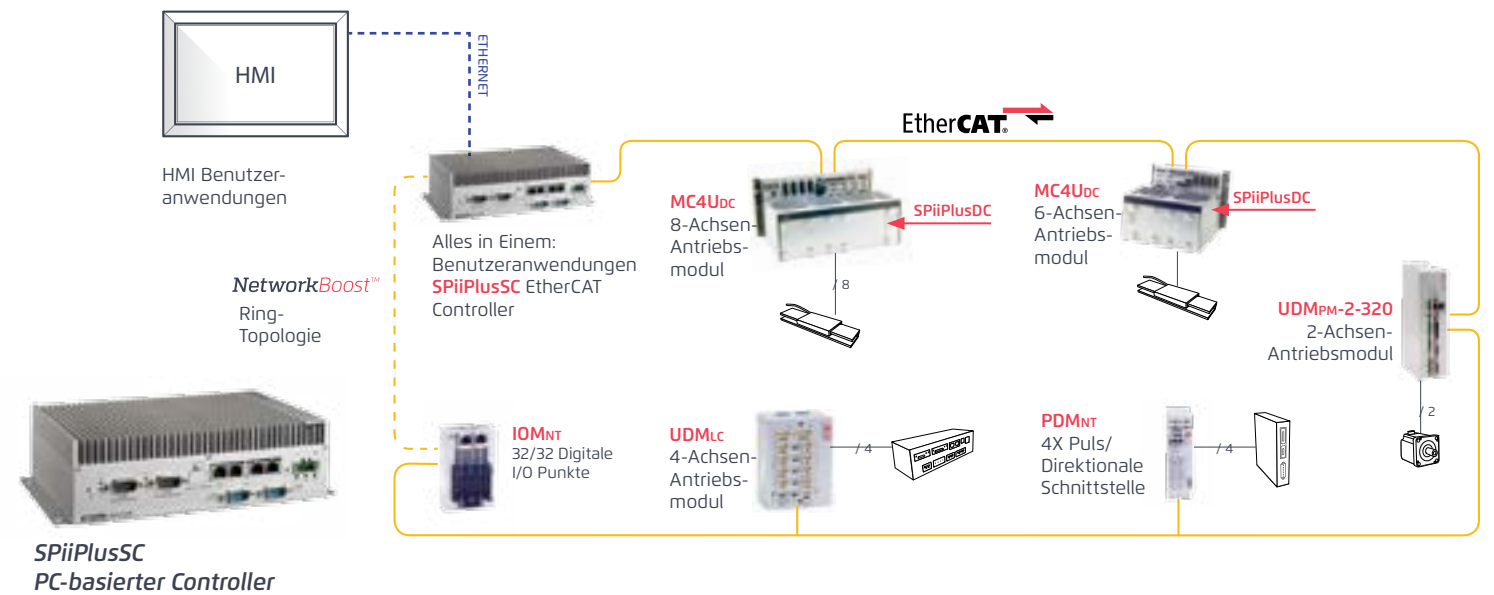 HMI
ETHERNET
HMI Benutzer-
anwendungen
EtherCAT®
Alles in Einem:
Benutzeranwendungen
SPiiPlusSC EtherCAT
Controller
MC4UDC
8-Achsen-
Antriebs-
modul
SPiiPlusDC
/ 8
MC4UDC
6-Achsen-
Antriebs-
modul
SPiiPlusDC
NetworkBoost™
Ring-
Topologie
UDMPM-2-320
2-Achsen-
Antriebsmodul
/ 2
IOMNT
32/32 Digitale
I/O Punkte
UDMLC
4-Achsen-
Antriebs-
modul
/ 4
PDMNT
4X Puls/
Direktionale
Schnittstelle
/ 4
SPiiPlusSC
PC-basierter Controller